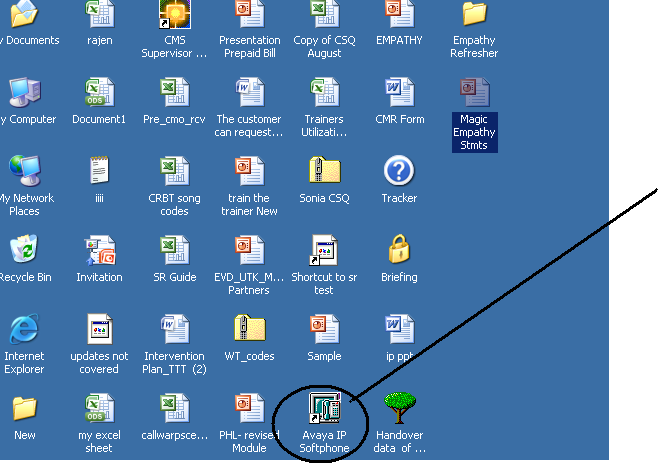 y Documents
rajen
CMS
Supervisor ...
Presentation
Prepaid Bill
Copy of CSQ
August
EMPATHY
Empathy
Refresher
y Computer
Document1
Pre_cmo_rcv
The customer
can request...
Trainers
Utilizati...
CMR Form
Magic
Empathy
Stmts
My Network
Places
iiii
CRBT song
codes
train the
trainer New
Sonia CSQ
Tracker
Recycle Bin
Invitation
SR Guide
EVD_UTK_M...
Partners
Shortcut to sr
test
Briefing
Internet
Explorer
updates not
covered
Intervention
Plan_TTT (2)
WT_codes
Sample
ip ppt
New
my excel
sheet
callwarpsce...
PHL- revised
Module
Avaya IP
Softphone
Handover
data of ...